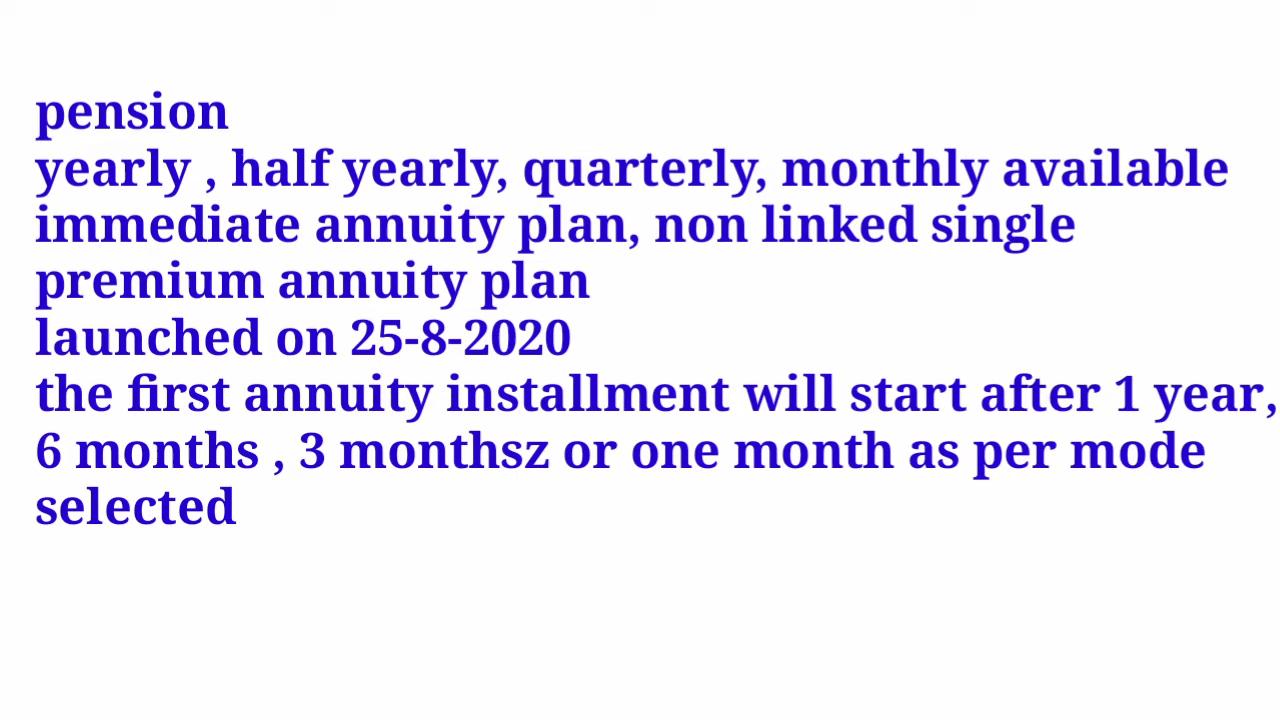 pension
yearly , half yearly, quarterly, monthly available
immediate annuity plan, non linked single
premium annuity plan
launched on 25-8-2020
the first annuity installment will start after 1 year,
6 months , 3 monthsz or one month as per mode
selected